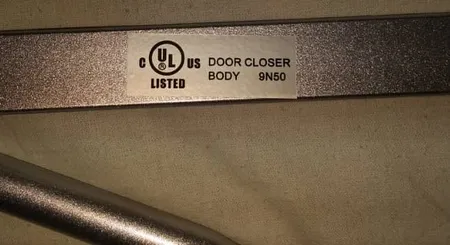 C UL US DOOR CLOSER
LISTED BODY 9N50